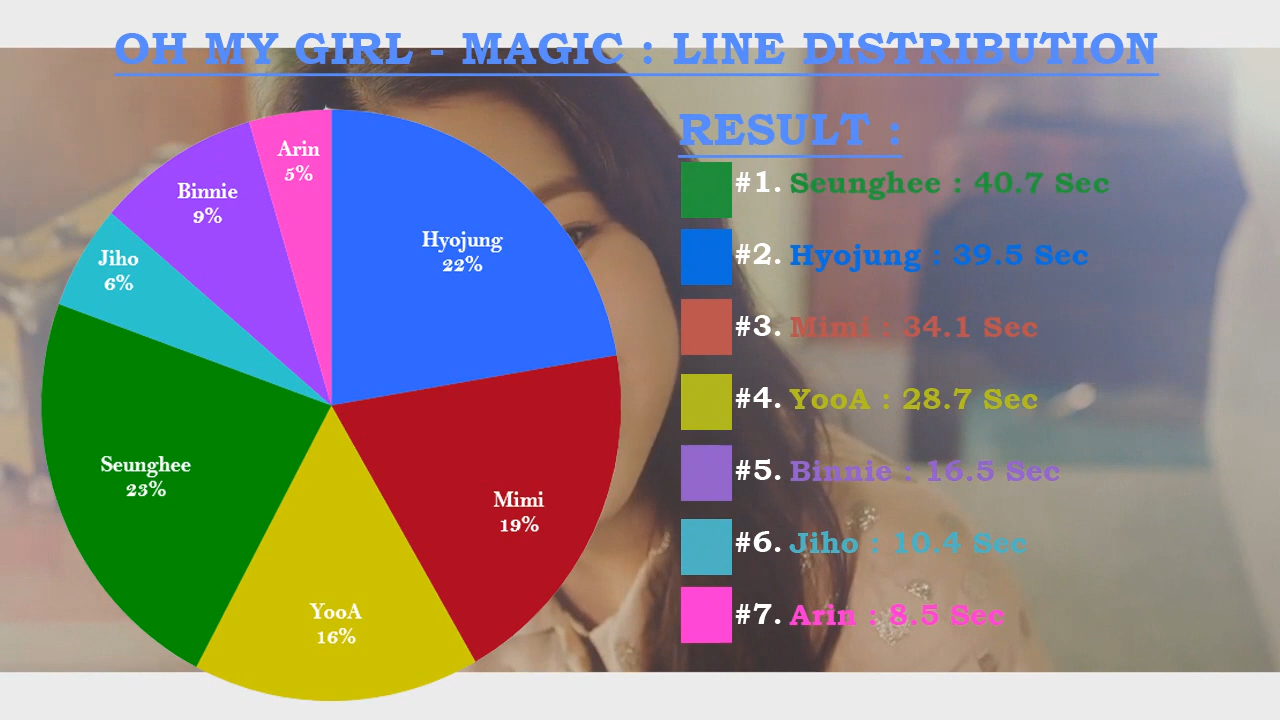 OH MY GIRL - MAGIC : LINE DISTRIBUTION
RESULT :
#1. Seunghee : 40.7 Sec
#2. Hyojung : 39.5 Sec
#3. Mimi : 34.1 Sec
#4. YooA : 28.7 Sec
#5. Binnie : 16.5 Sec
#6. Jiho : 10.4 Sec
#7. Arin : 8.5 Sec
Arin
5%
Binnie
9%
Hyojung
22%
Jiho
6%
Seunghee
23%
Mimi
19%
YooA
16%